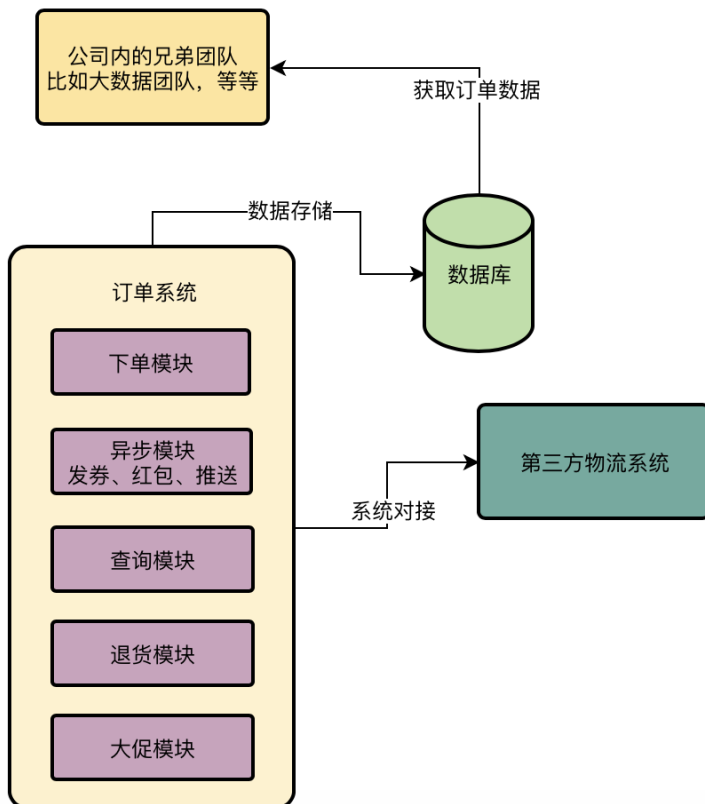 公司内的兄弟团队
比如大数据团队，等等
获取订单数据
数据存储
数据库
订单系统
下单模块
异步模块
发券、红包、推送
查询模块
退货模块
大促模块
系统对接
第三方物流系统